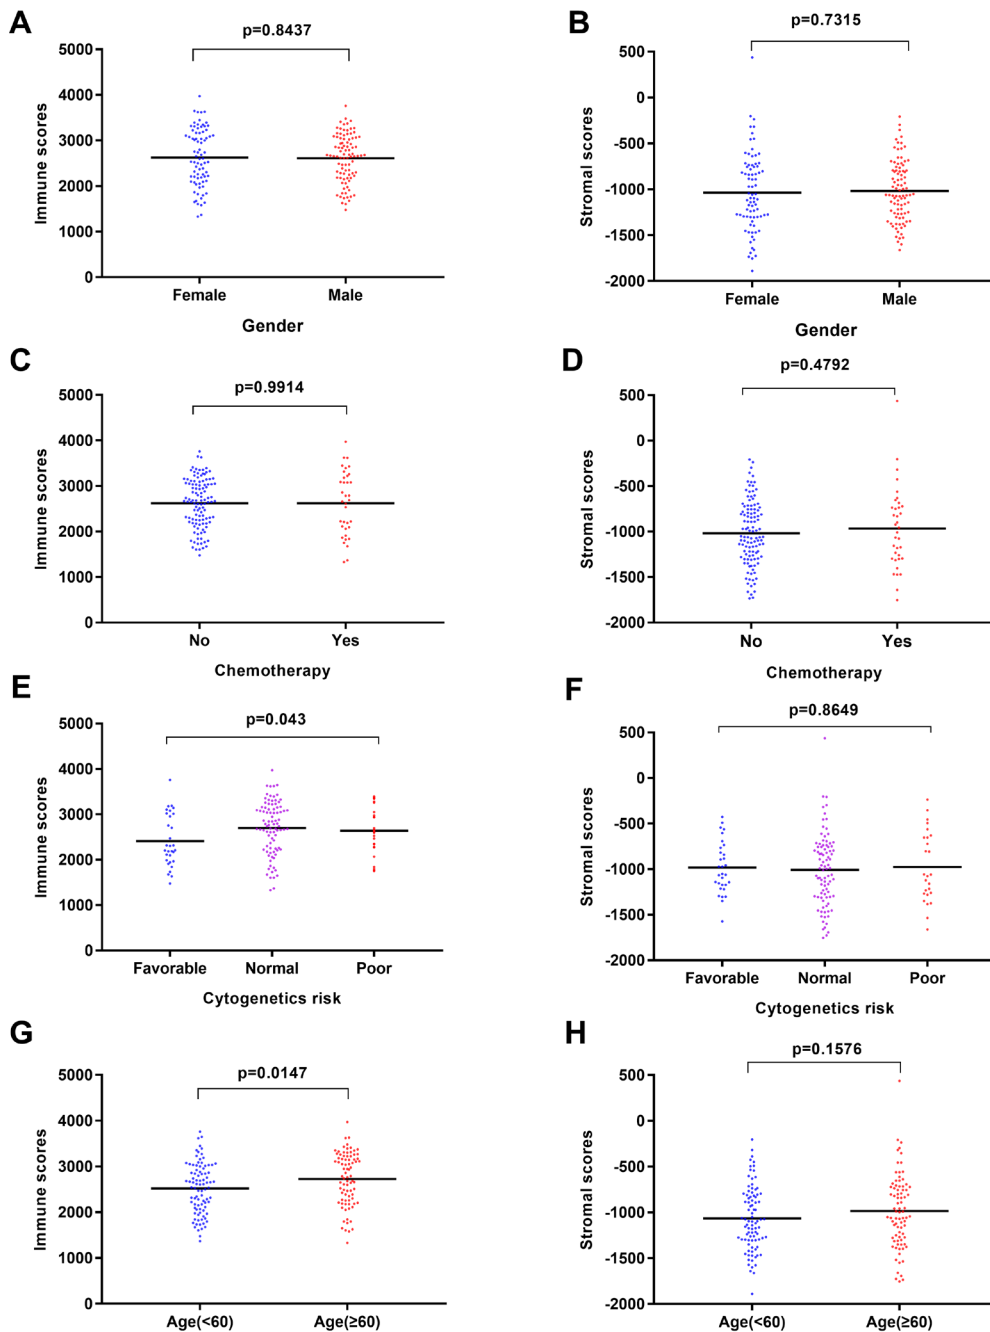 A
p=0.8437
Immune scores
5000
4000
3000
2000
1000
0
Female
Male
Gender
B
p=0.7315
Stromal scores
500
0
-500
-1000
-1500
-2000
Female
Male
Gender
C
p=0.9914
Immune scores
5000
4000
3000
2000
1000
0
No
Yes
Chemotherapy
D
p=0.4792
Stromal scores
500
0
-500
-1000
-1500
-2000
No
Yes
Chemotherapy
E
p=0.043
Immune scores
5000
4000
3000
2000
1000
0
Favorable
Normal
Poor
Cytogenetics risk
F
p=0.8649
Stromal scores
500
0
-500
-1000
-1500
-2000
Favorable
Normal
Poor
Cytogenetics risk
G
p=0.0147
Immune scores
5000
4000
3000
2000
1000
0
Age(<60)
Age(≥60)
H
p=0.1576
Stromal scores
500
0
-500
-1000
-1500
-2000
Age(<60)
Age(≥60)